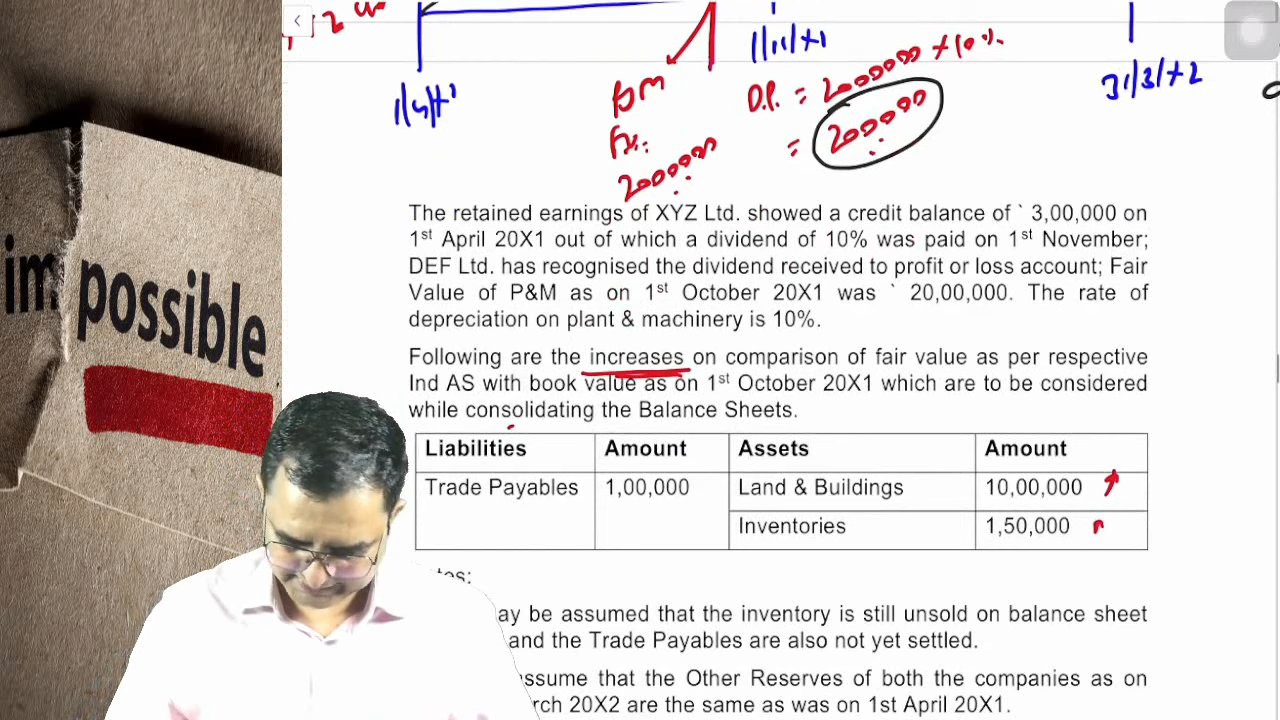 impossible
1/4/X1
1/11/X1
31/3/X2
P&M
FV:
2000000
D.P. = 2000000 × 10%
= 200000
The retained earnings of XYZ Ltd. showed a credit balance of ` 3,00,000 on
1st April 20X1 out of which a dividend of 10% was paid on 1st November;
DEF Ltd. has recognised the dividend received to profit or loss account; Fair
Value of P&M as on 1st October 20X1 was ` 20,00,000. The rate of
depreciation on plant & machinery is 10%.
Following are the increases on comparison of fair value as per respective
Ind AS with book value as on 1st October 20X1 which are to be considered
while consolidating the Balance Sheets.
Liabilities Amount Assets Amount
Trade Payables 1,00,000 Land & Buildings 10,00,000
Inventories 1,50,000
ay be assumed that the inventory is still unsold on balance sheet
and the Trade Payables are also not yet settled.
ssume that the Other Reserves of both the companies as on
rch 20X2 are the same as was on 1st April 20X1.